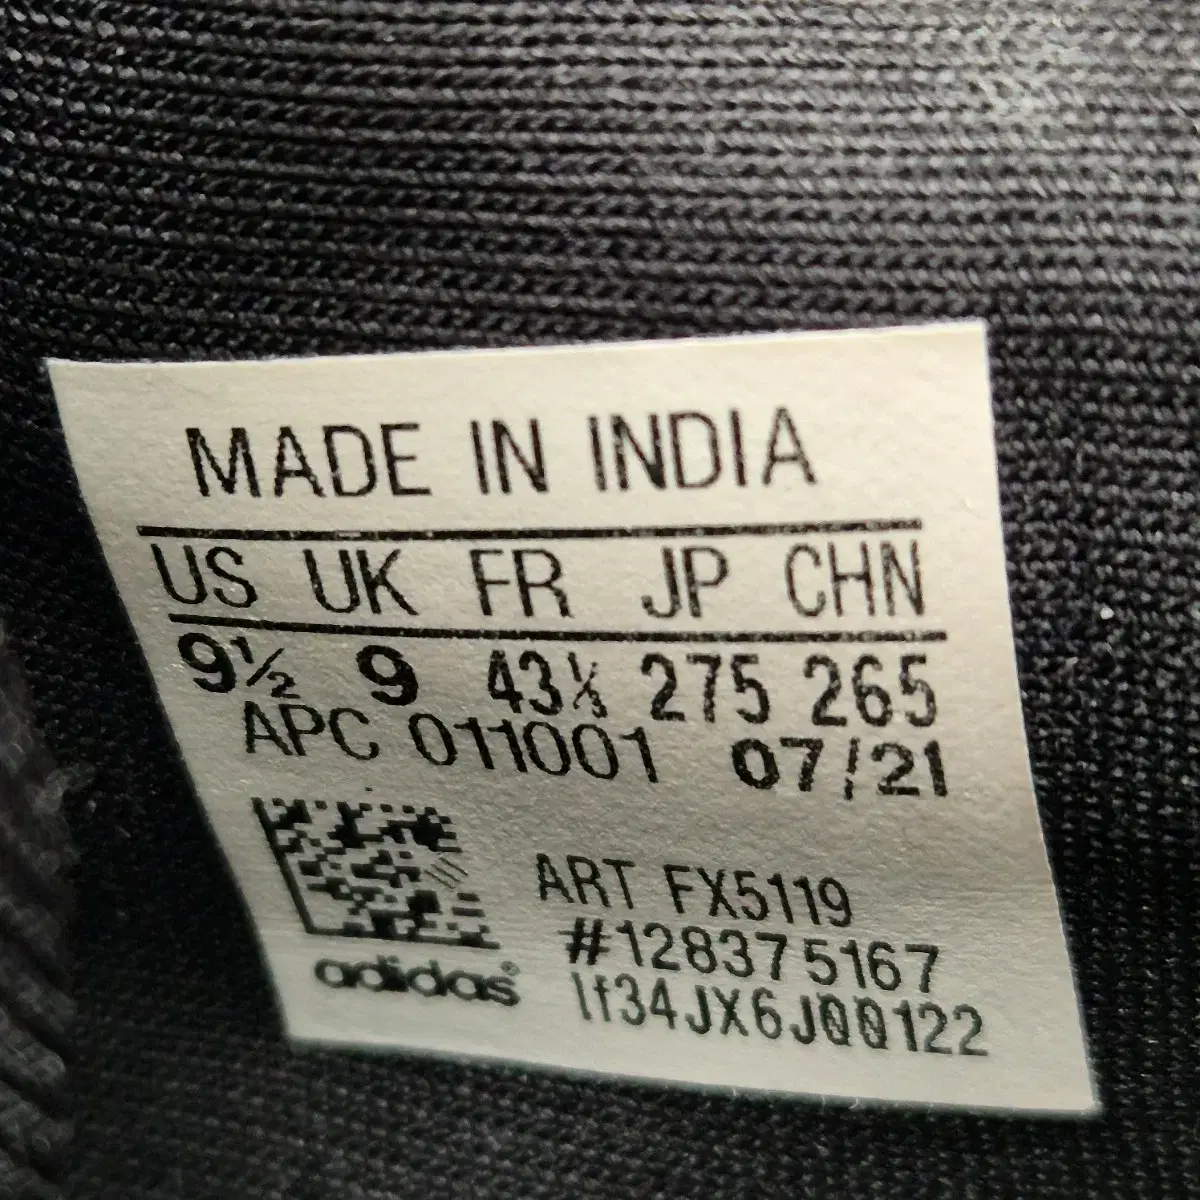 MADE IN INDIA
US UK FR JP CHN
9½ 9 43⅓ 275 265
APC 011001 07/21
ART FX5119
#128375167
adidas®
1f34JX6J00122